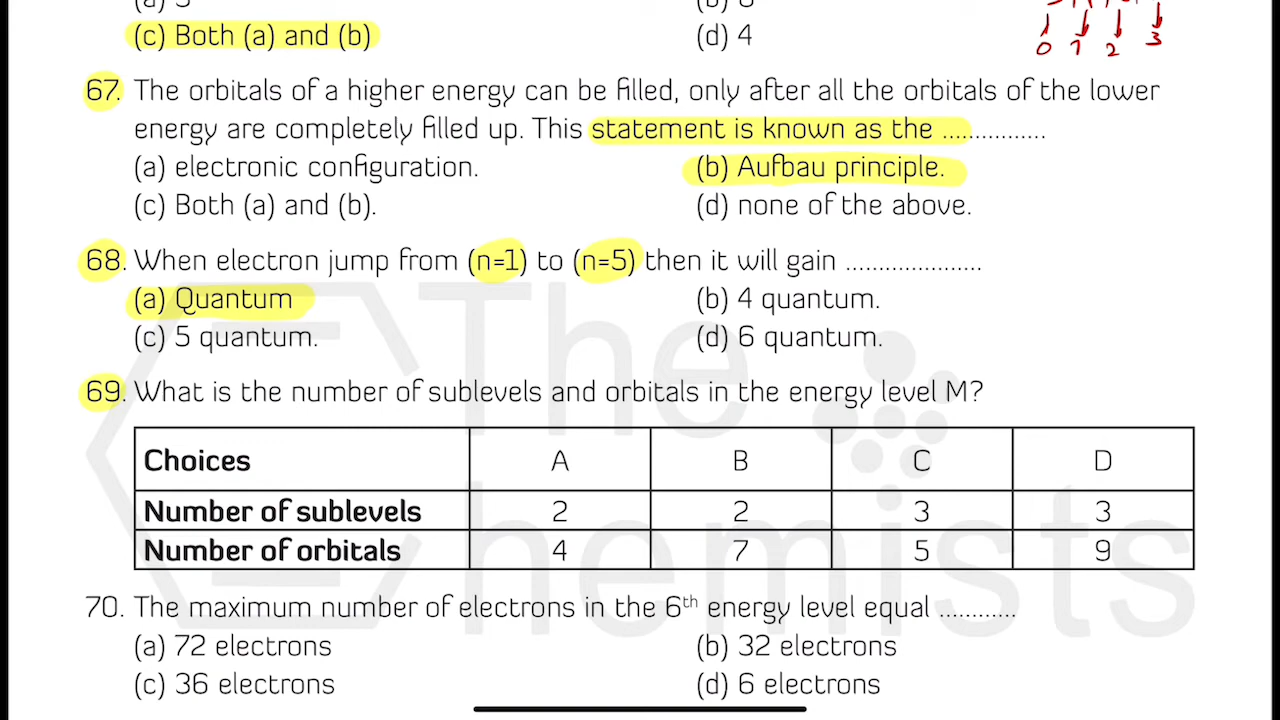 (c) Both (a) and (b) (d) 4
0 1 2 3
67. The orbitals of a higher energy can be filled, only after all the orbitals of the lower
energy are completely filled up. This statement is known as the ..................
(a) electronic configuration. (b) Aufbau principle.
(c) Both (a) and (b). (d) none of the above.
68. When electron jump from (n=1) to (n=5) then it will gain .....................
(a) Quantum (b) 4 quantum.
(c) 5 quantum. (d) 6 quantum.
69. What is the number of sublevels and orbitals in the energy level M?
Choices A B C D
Number of sublevels 2 2 3 3
Number of orbitals 4 7 5 9
70. The maximum number of electrons in the 6th energy level equal ............
(a) 72 electrons (b) 32 electrons
(c) 36 electrons (d) 6 electrons
The
Chemists